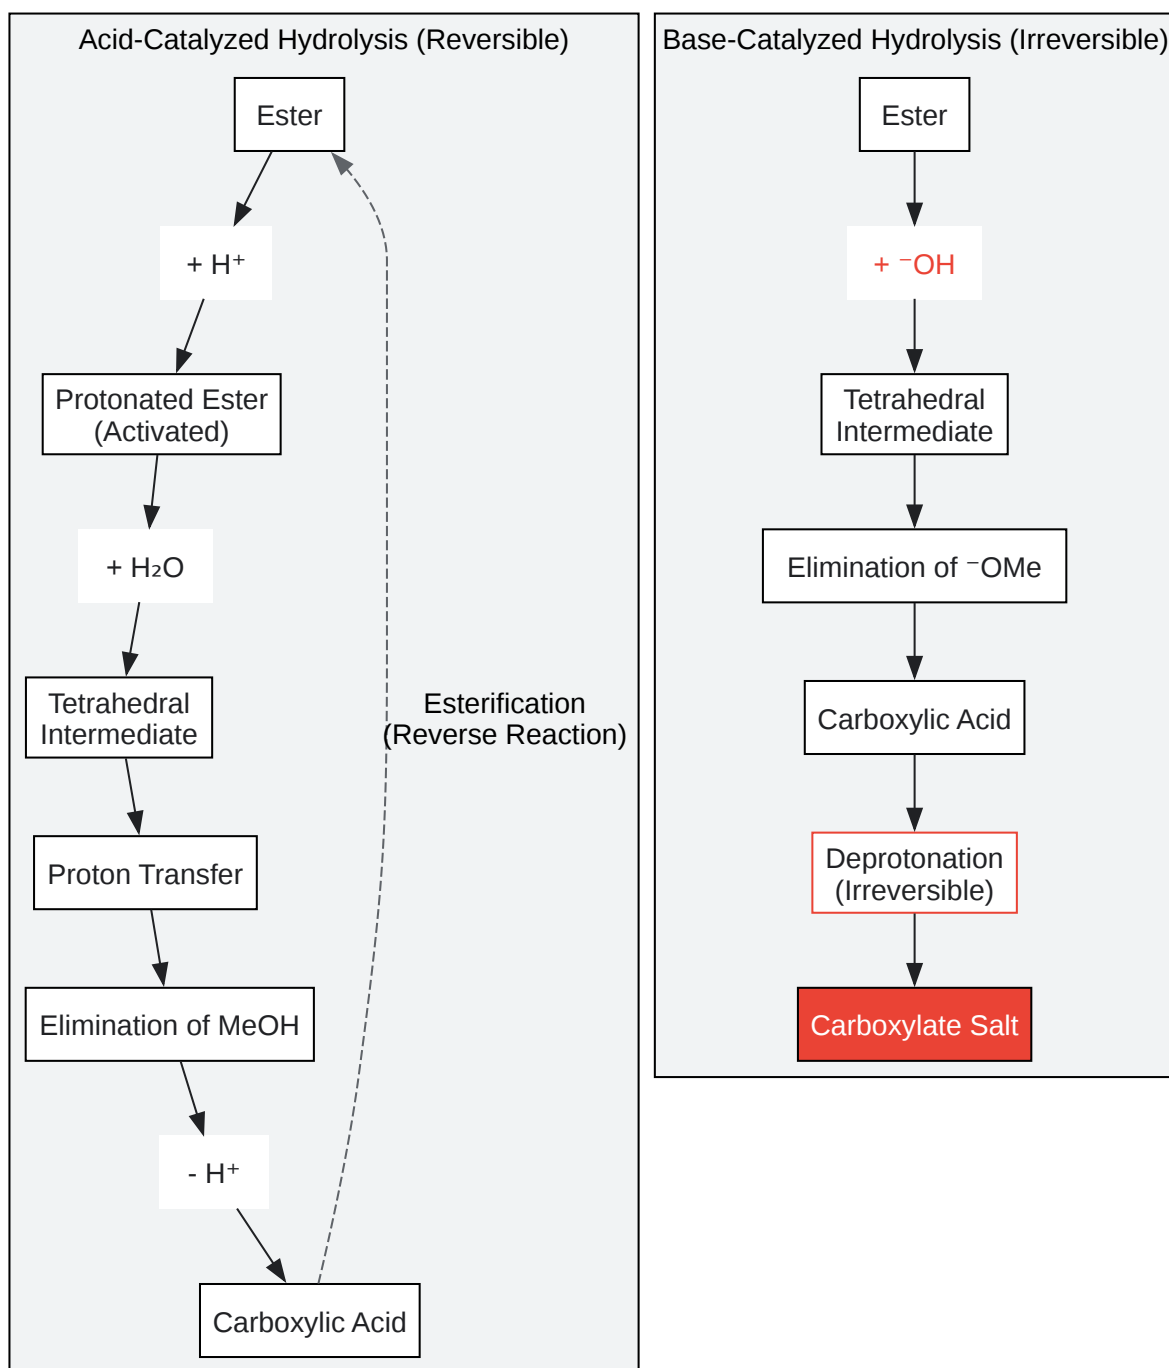 Acid-Catalyzed Hydrolysis (Reversible)
Ester
+ H⁺
Protonated Ester
(Activated)
+ H₂O
Tetrahedral
Intermediate
Esterification
(Reverse Reaction)
Proton Transfer
Elimination of MeOH
- H⁺
Carboxylic Acid
Base-Catalyzed Hydrolysis (Irreversible)
Ester
+ ⁻OH
Tetrahedral
Intermediate
Elimination of ⁻OMe
Carboxylic Acid
Deprotonation
(Irreversible)
Carboxylate Salt